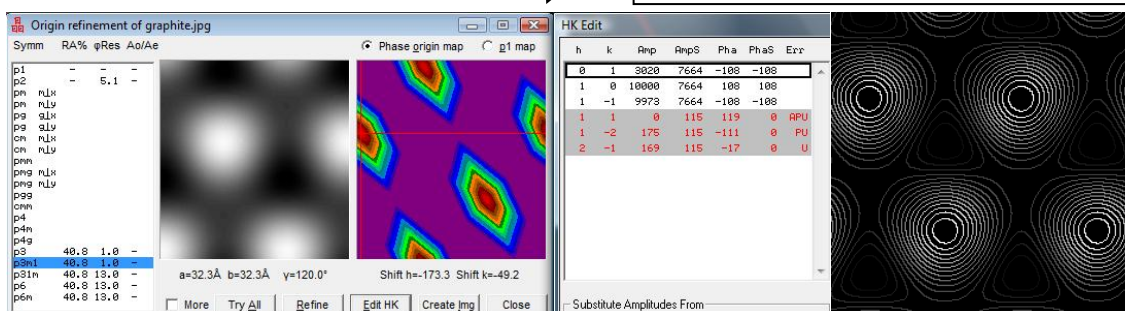 Origin refinement of graphite.jpg
Symm RA% φRes Ao/Ae
Phase origin map p1 map
p1 - - -
p2 - 5.1 -
pm m⊥x
pm m⊥y
pg g⊥x
pg g⊥y
cm m⊥x
cm m⊥y
pmm
pmg m⊥x
pmg m⊥y
pgg
cmm
p4
p4m
p4g
p3 40.8 1.0 -
p3m1 40.8 1.0 -
p31m 40.8 13.0 -
p6 40.8 13.0 -
p6m 40.8 13.0 -
a=32.3Å b=32.3Å γ=120.0°
Shift h=-173.3 Shift k=-49.2
More Try All Refine Edit HK Create Img Close
HK Edit
h k Amp AmpS Pha PhaS Err
0 1 3020 7664 -108 -108
1 0 10000 7664 108 108
1 -1 9973 7664 -108 -108
1 1 0 115 119 0 APU
1 -2 175 115 -111 0 PU
2 -1 169 115 -17 0 U
Substitute Amplitudes From